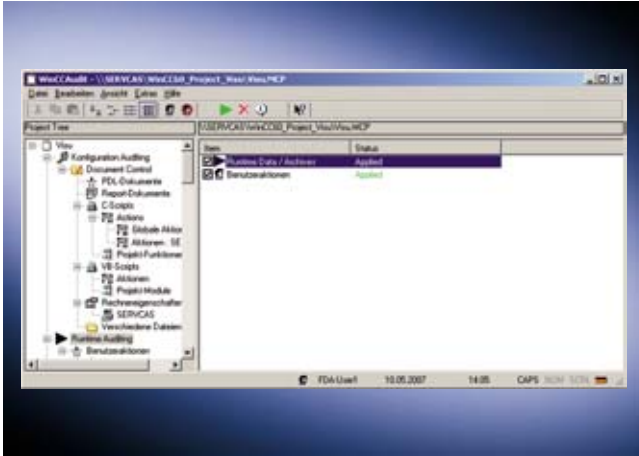 WinCCAudit - \\SERVCAS\WinCC60_Project_Visu\Visu.MCP
Datei Bearbeiten Ansicht Extras Hilfe
Project Tree
\\SERVCAS\WinCC60_Project_Visu\Visu.MCP
Item Status
Runtime Data / Archives Applied
Benutzeraktionen Applied
Visu
Konfiguration Auditing
Document Control
PDL-Dokumente
Report-Dokumente
C-Scripts
Actions
Globale Aktion
Aktionen SE
Projekt-Funktionen
VB-Scripts
Aktionen
Projekt-Module
Rechnereigenschaften
SERVCAS
Verschiedene Dateien
Runtime Auditing
Benutzeraktionen
FDA User1 10.05.2007 14:05 CAPS NUM SCRL